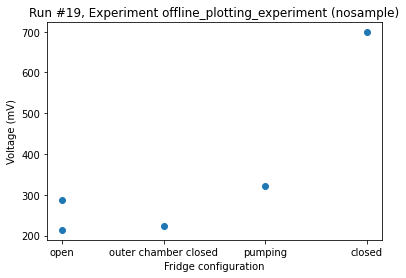 Run #19, Experiment offline_plotting_experiment (nosample)
700
600
500
400
300
200
Voltage (mV)
open outer chamber closed pumping closed
Fridge configuration